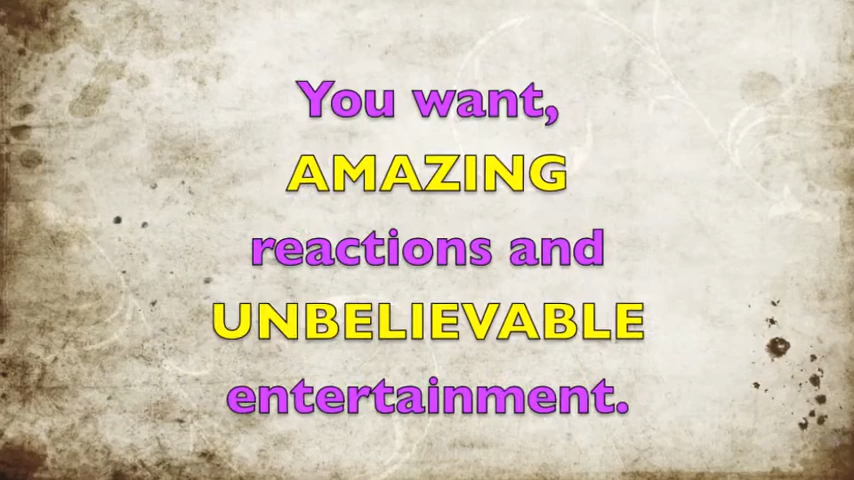 You want,
AMAZING
reactions and
UNBELIEVABLE
entertainment.